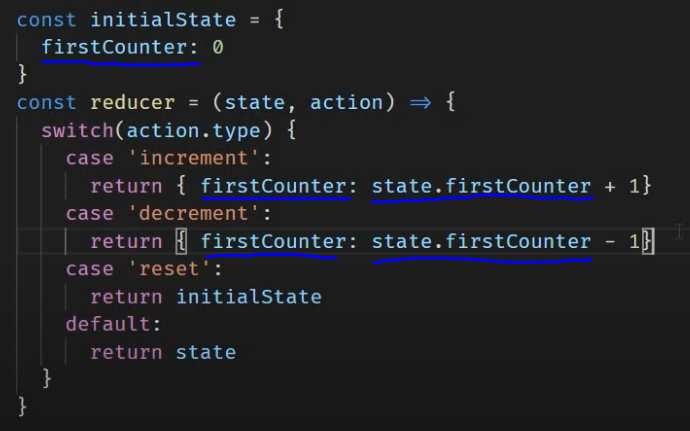 const initialState = {
  firstCounter: 0
}
const reducer = (state, action) => {
  switch(action.type) {
    case 'increment':
      return { firstCounter: state.firstCounter + 1}
    case 'decrement':
      return { firstCounter: state.firstCounter - 1}
    case 'reset':
      return initialState
    default:
      return state
  }
}